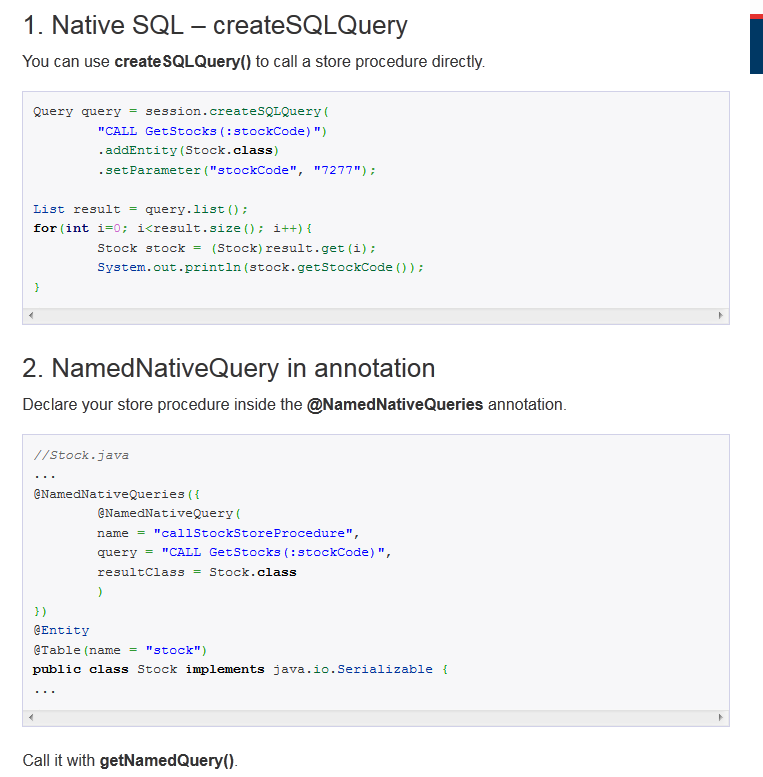 1. Native SQL – createSQLQuery
You can use createSQLQuery() to call a store procedure directly.
Query query = session.createSQLQuery(
"CALL GetStocks(:stockCode)")
.addEntity(Stock.class)
.setParameter("stockCode", "7277");
List result = query.list();
for(int i=0; i<result.size(); i++){
Stock stock = (Stock)result.get(i);
System.out.println(stock.getStockCode());
}
2. NamedNativeQuery in annotation
Declare your store procedure inside the @NamedNativeQueries annotation.
//Stock.java
...
@NamedNativeQueries({
@NamedNativeQuery(
name = "callStockStoreProcedure",
query = "CALL GetStocks(:stockCode)",
resultClass = Stock.class
)
})
@Entity
@Table(name = "stock")
public class Stock implements java.io.Serializable {
...
Call it with getNamedQuery().